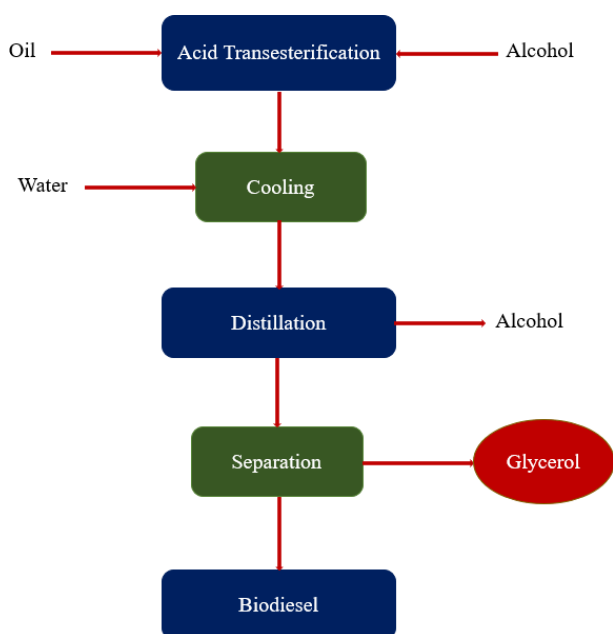 Oil
Acid Transesterification
Alcohol
Water
Cooling
Distillation
Alcohol
Separation
Glycerol
Biodiesel